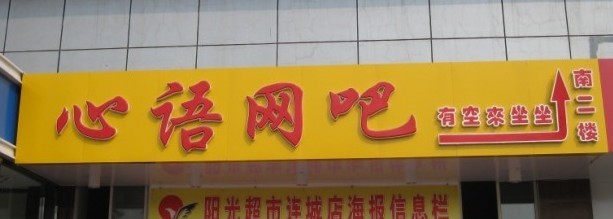 心语网吧
有空來坐坐
南二楼
阳光超市连城店海报信息栏